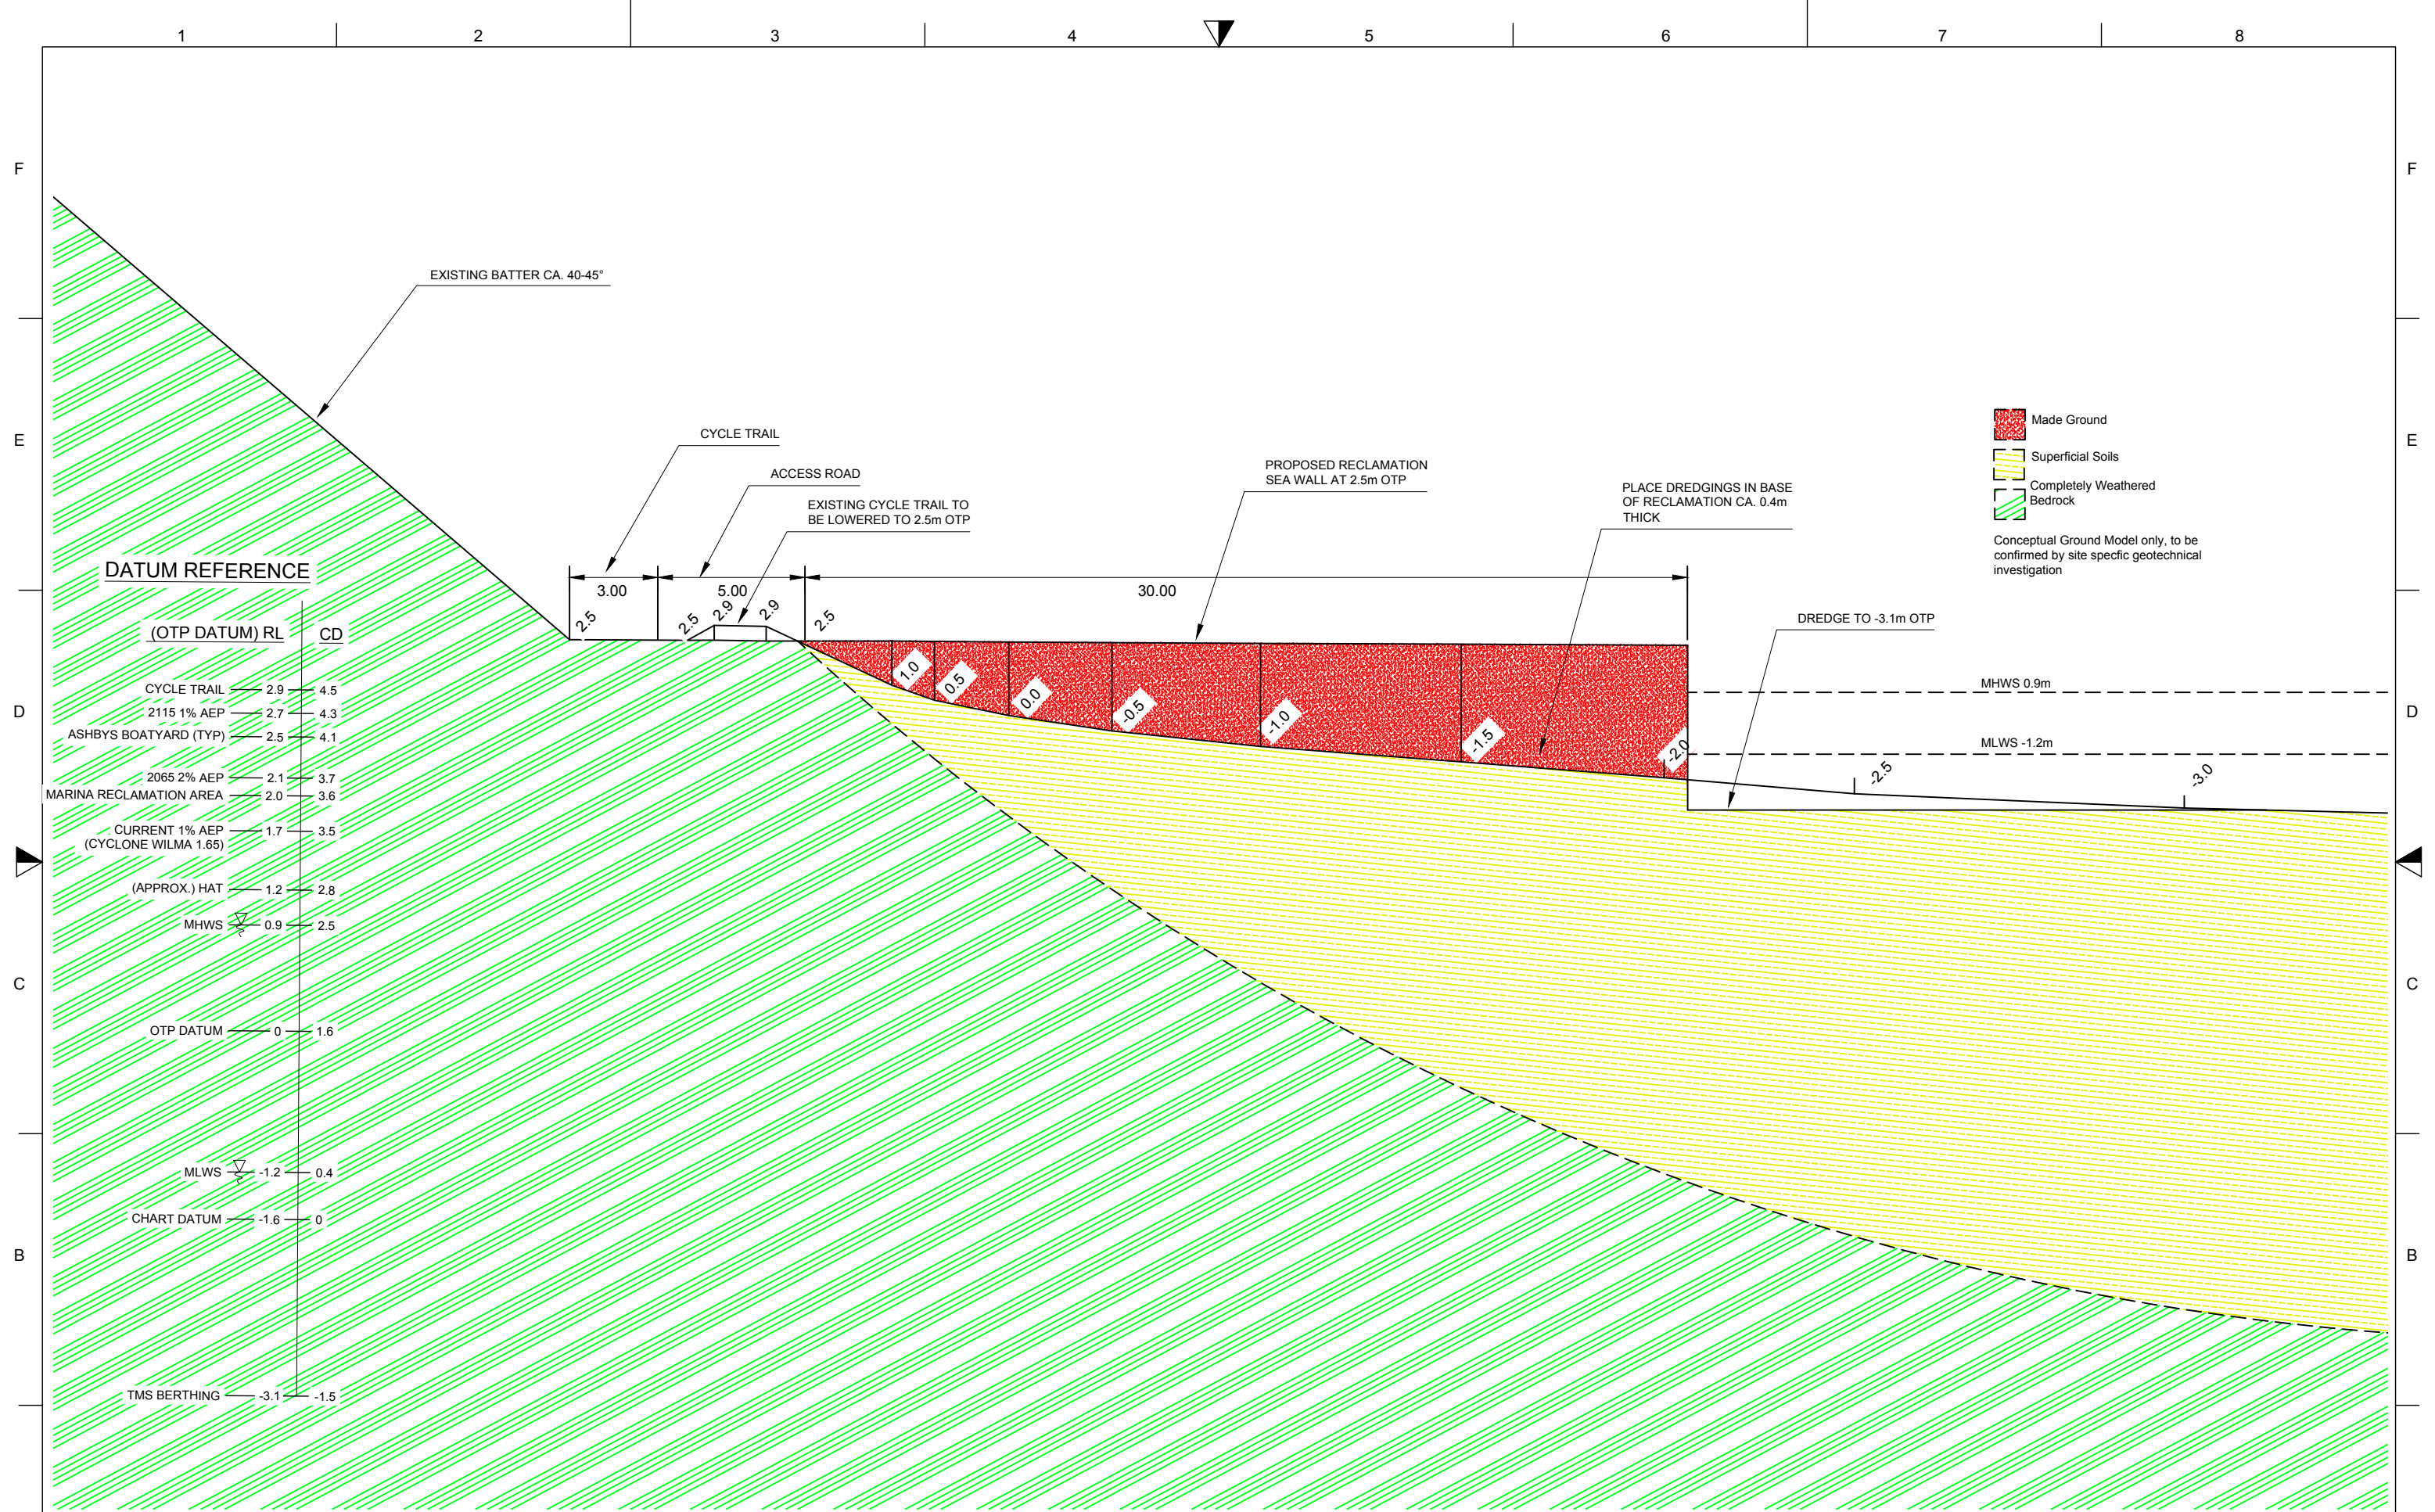 1 2 3 4 5 6 7 8
F F
EXISTING BATTER CA. 40-45°
E E
CYCLE TRAIL
ACCESS ROAD
EXISTING CYCLE TRAIL TO
BE LOWERED TO 2.5m OTP
PROPOSED RECLAMATION
SEA WALL AT 2.5m OTP
PLACE DREDGINGS IN BASE
OF RECLAMATION CA. 0.4m
THICK
Made Ground
Superficial Soils
Completely Weathered
Bedrock
Conceptual Ground Model only, to be
confirmed by site specfic geotechnical
investigation
3.00 5.00 30.00
2.5 2.5 2.9 2.9 2.5
DREDGE TO -3.1m OTP
1.0 0.5 0.0 -0.5 -1.0 -1.5 -2.0 -2.5 -3.0
MHWS 0.9m
MLWS -1.2m
D D
DATUM REFERENCE
(OTP DATUM) RL CD
CYCLE TRAIL 2.9 4.5
2115 1% AEP 2.7 4.3
ASHBYS BOATYARD (TYP) 2.5 4.1
2065 2% AEP 2.1 3.7
MARINA RECLAMATION AREA 2.0 3.6
CURRENT 1% AEP 1.7 3.5
(CYCLONE WILMA 1.65)
(APPROX.) HAT 1.2 2.8
MHWS 0.9 2.5
C C
OTP DATUM 0 1.6
MLWS -1.2 0.4
CHART DATUM -1.6 0
B B
TMS BERTHING -3.1 -1.5